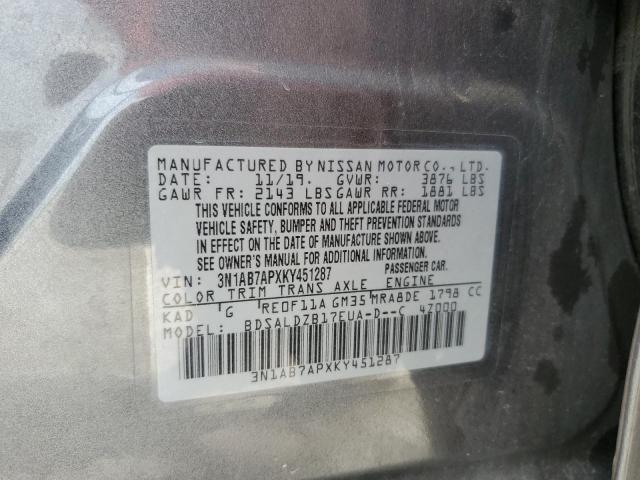 MANUFACTURED BY NISSAN MOTOR CO., LTD.
DATE: 11/19. GVWR: 3876 LBS
GAWR FR: 2143 LBS GAWR RR: 1881 LBS
THIS VEHICLE CONFORMS TO ALL APPLICABLE FEDERAL MOTOR
VEHICLE SAFETY, BUMPER AND THEFT PREVENTION STANDARDS
IN EFFECT ON THE DATE OF MANUFACTURE SHOWN ABOVE.
SEE OWNER'S MANUAL FOR ADDITIONAL INFORMATION.
VIN: 3N1AB7APXKY451287 PASSENGER CAR.
COLOR TRIM TRANS AXLE ENGINE
KAD G RE0F11A GM35 MRA8DE 1798 CC
MODEL: BDSALDZB17EUA-D--C 4Z000
3N1AB7APXKY451287